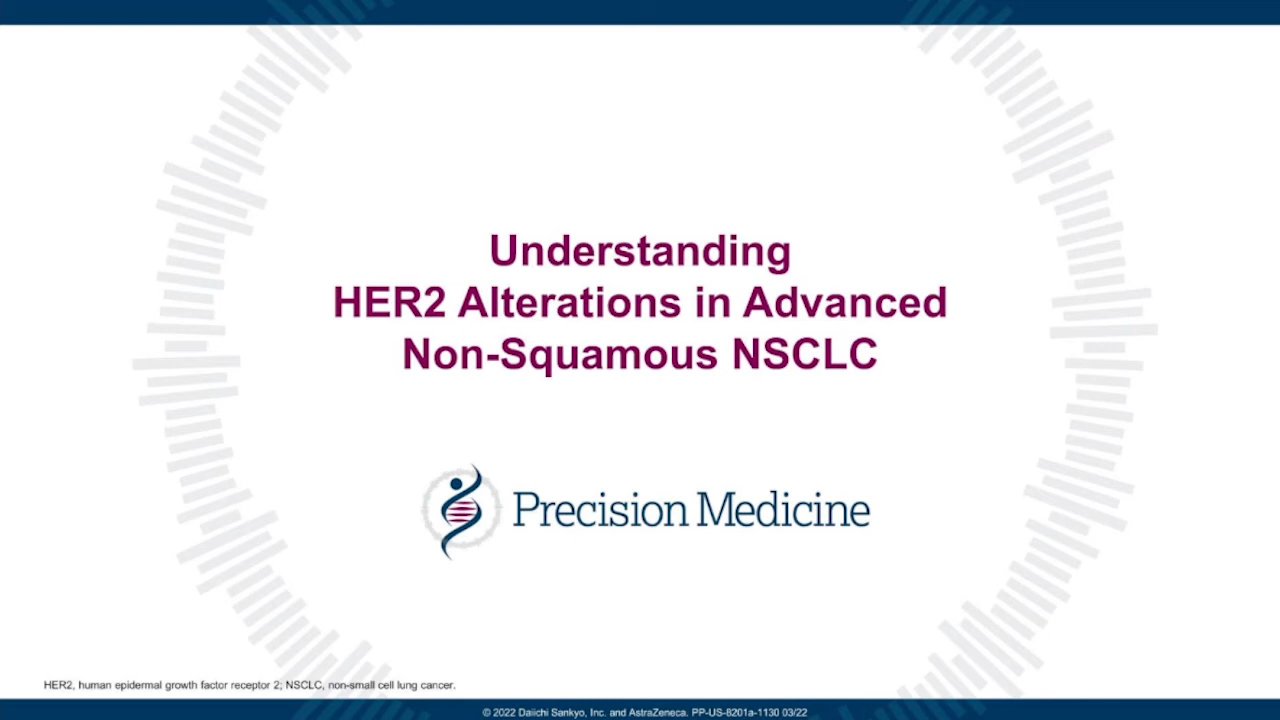 Understanding
HER2 Alterations in Advanced
Non-Squamous NSCLC
Precision Medicine
HER2, human epidermal growth factor receptor 2; NSCLC, non-small cell lung cancer.
© 2022 Daiichi Sankyo, Inc. and AstraZeneca. PP-US-8201a-1130 03/22